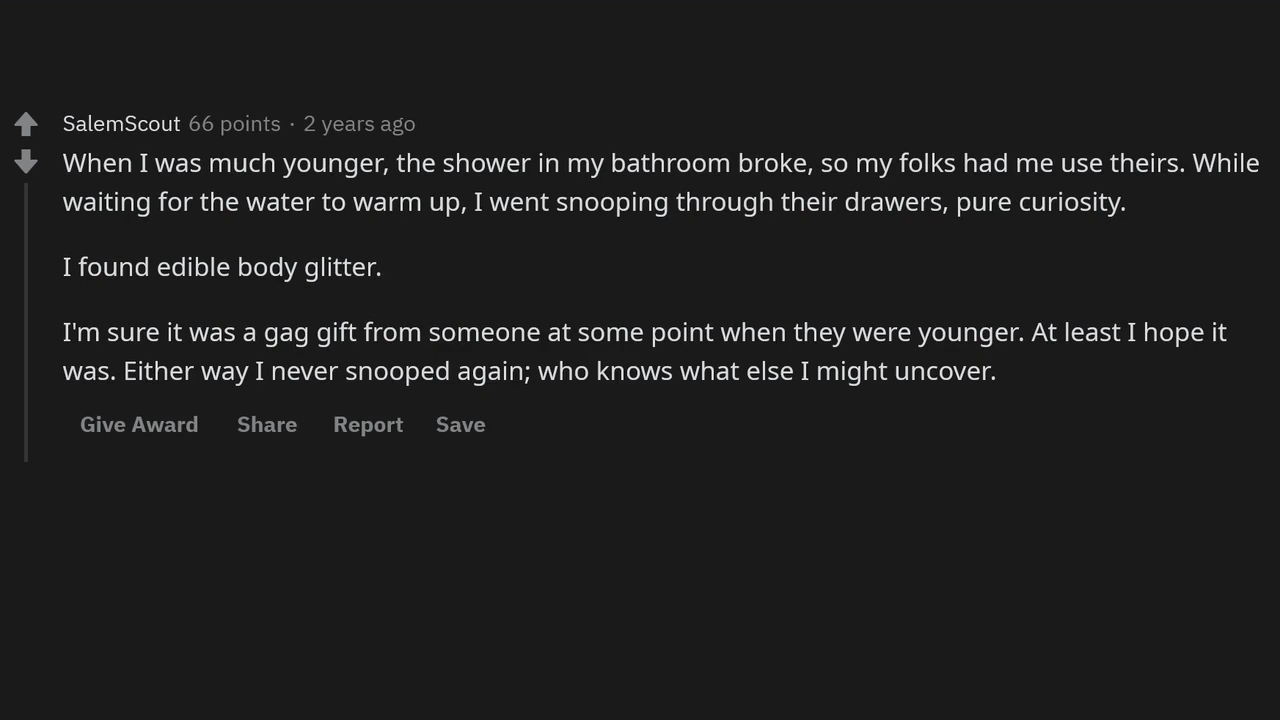 SalemScout 66 points · 2 years ago
When I was much younger, the shower in my bathroom broke, so my folks had me use theirs. While
waiting for the water to warm up, I went snooping through their drawers, pure curiosity.
I found edible body glitter.
I'm sure it was a gag gift from someone at some point when they were younger. At least I hope it
was. Either way I never snooped again; who knows what else I might uncover.
Give Award Share Report Save